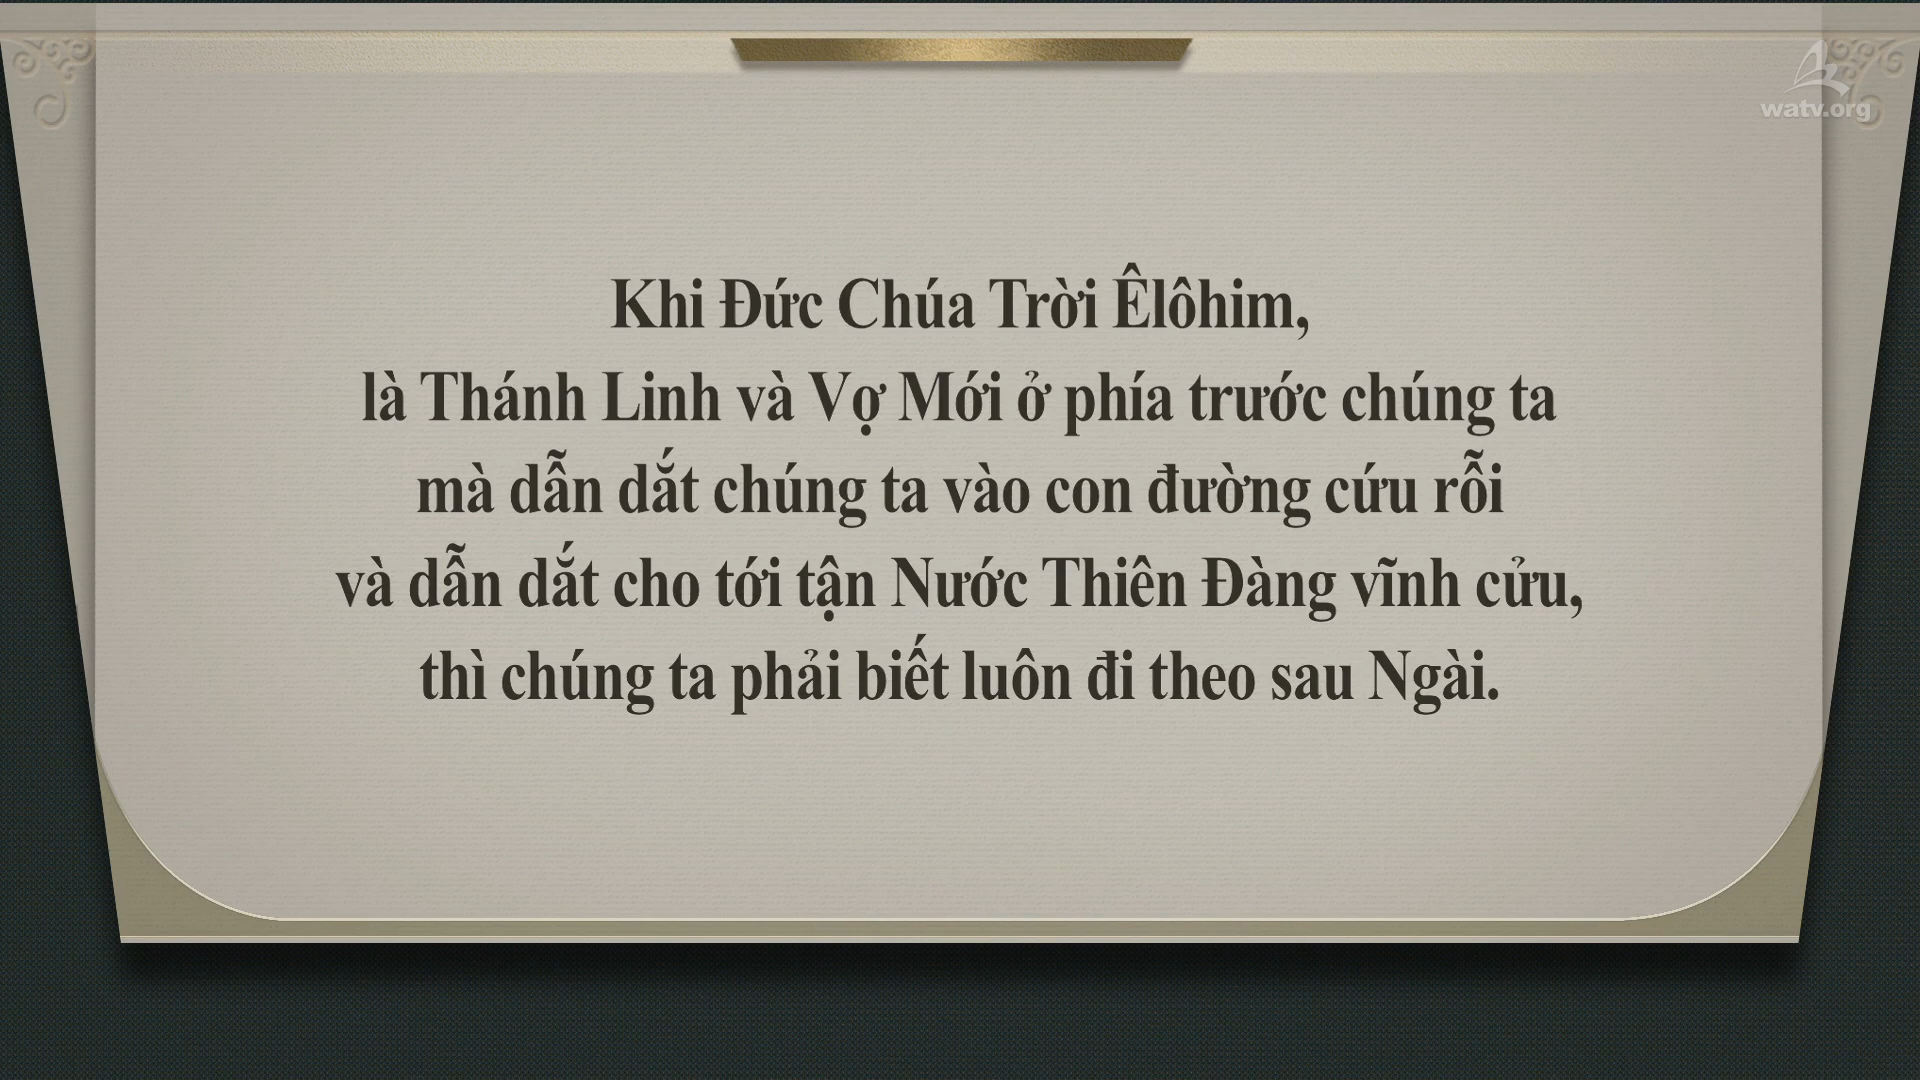 watv.org
Khi Đức Chúa Trời Êlôhim,
là Thánh Linh và Vợ Mới ở phía trước chúng ta
mà dẫn dắt chúng ta vào con đường cứu rỗi
và dẫn dắt cho tới tận Nước Thiên Đàng vĩnh cửu,
thì chúng ta phải biết luôn đi theo sau Ngài.